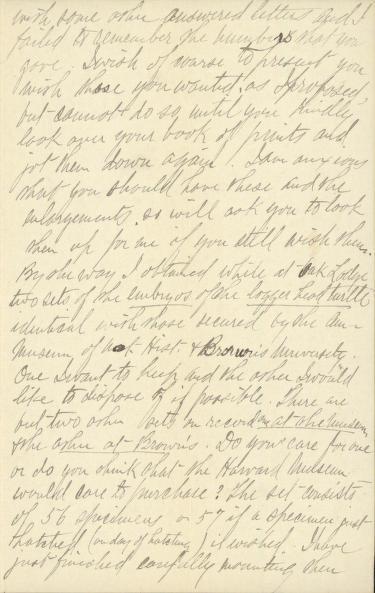 with some other answered letters and I
failed to remember the numbers that you
gave. I wish of course to present you
with those you wanted, as I proposed,
but cannot do so, until you kindly
look over your book of prints and
jot them down again. I am anxious
that you should have these and the
enlargements, so will ask you to look
them up for me if you still wish them.
By the way I obtained while at Oak Lodge
two sets of the embryos of the loggerhead turtle
identical with those secured by the Am-
Museum of Nat Hist. & Brown's University.
One I want to keep and the other I would
like to dispose of if possible. There are
but two other sets on record one at the museum
& the other at Brown's. Do you care for one
or do you think that the Harvard Museum
would care to purchase? The set consists
of 56 specimens, or 57 if a specimen just
hatched (on day of hatching) if wished. I have
just finished carefully mounting them